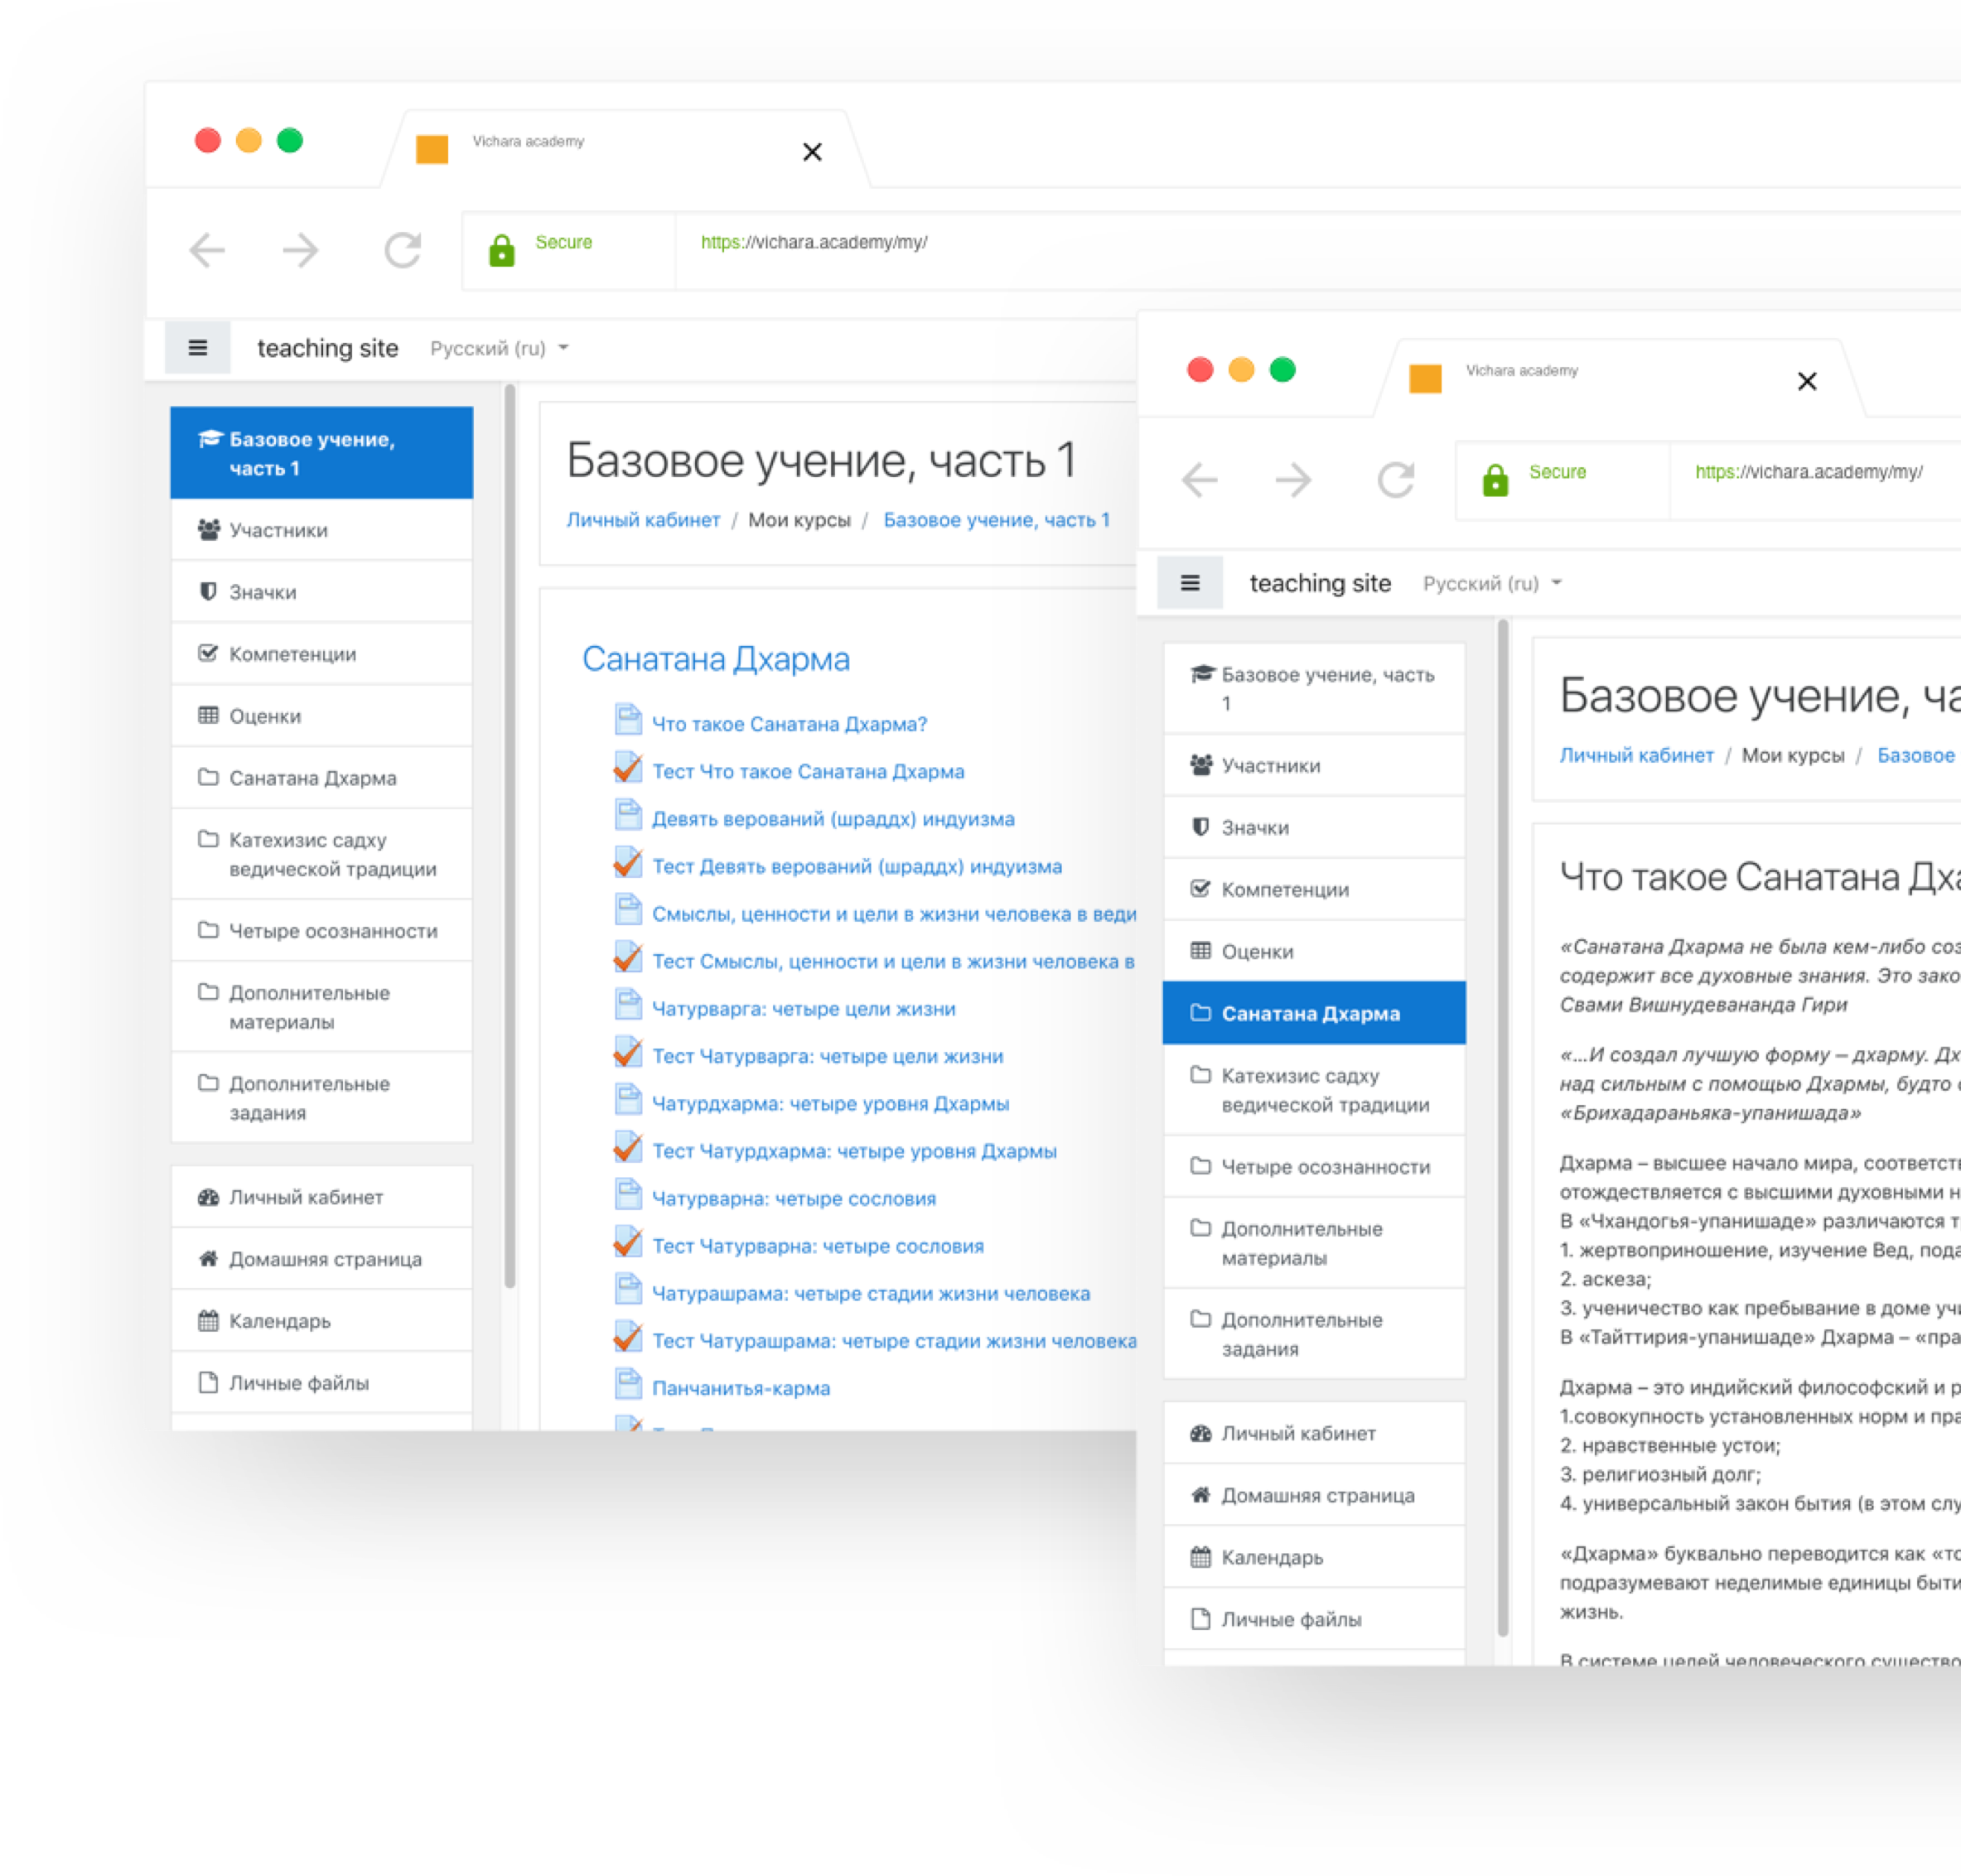 Vichara academy
Secure
https://vichara.academy/my/
teaching site Русский (ru)
Базовое учение,
часть 1
Участники
Значки
Компетенции
Оценки
Санатана Дхарма
Катехизис садху
ведической традиции
Четыре осознанности
Дополнительные
материалы
Дополнительные
задания
Личный кабинет
Домашняя страница
Календарь
Личные файлы
Базовое учение, часть 1
Личный кабинет / Мои курсы / Базовое учение, часть 1
Санатана Дхарма
Что такое Санатана Дхарма?
Тест Что такое Санатана Дхарма
Девять верований (шраддх) индуизма
Тест Девять верований (шраддх) индуизма
Смыслы, ценности и цели в жизни человека в веди
Тест Смыслы, ценности и цели в жизни человека в
Чатурварга: четыре цели жизни
Тест Чатурварга: четыре цели жизни
Чатурдхарма: четыре уровня Дхармы
Тест Чатурдхарма: четыре уровня Дхармы
Чатурварна: четыре сословия
Тест Чатурварна: четыре сословия
Чатурашрама: четыре стадии жизни человека
Тест Чатурашрама: четыре стадии жизни человека
Панчанитья-карма
Vichara academy
Secure
https://vichara.academy/my/
teaching site Русский (ru)
Базовое учение, часть
1
Участники
Значки
Компетенции
Оценки
Санатана Дхарма
Катехизис садху
ведической традиции
Четыре осознанности
Дополнительные
материалы
Дополнительные
задания
Личный кабинет
Домашняя страница
Календарь
Личные файлы
Базовое учение, ча
Личный кабинет / Мои курсы / Базовое
Что такое Санатана Дха
«Санатана Дхарма не была кем-либо соз
содержит все духовные знания. Это зако
Свами Вишнудевананда Гири
«...И создал лучшую форму – дхарму. Дх
над сильным с помощью Дхармы, будто
«Брихадараньяка-упанишада»
Дхарма – высшее начало мира, соответст
отождествляется с высшими духовными н
В «Чхандогья-упанишаде» различаются т
1. жертвоприношение, изучение Вед, пода
2. аскеза;
3. ученичество как пребывание в доме учи
В «Тайттирия-упанишаде» Дхарма – «пра
Дхарма – это индийский философский и р
1.совокупность установленных норм и пра
2. нравственные устои;
3. религиозный долг;
4. универсальный закон бытия (в этом слу
«Дхарма» буквально переводится как «то
подразумевают неделимые единицы быти
жизнь.
В системе целей человеческого существо